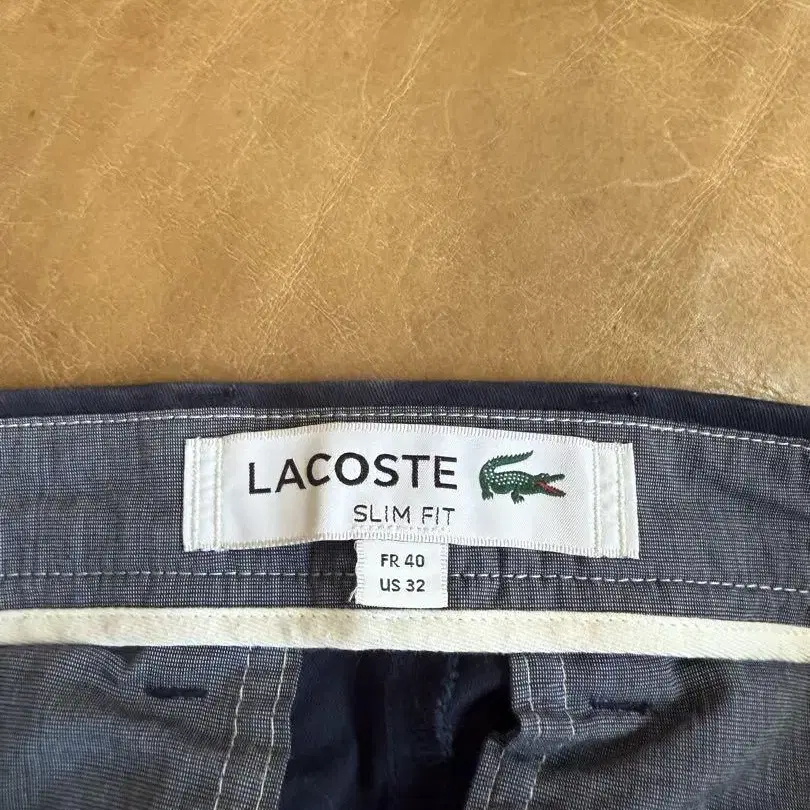 LACOSTE
SLIM FIT
FR 40
US 32